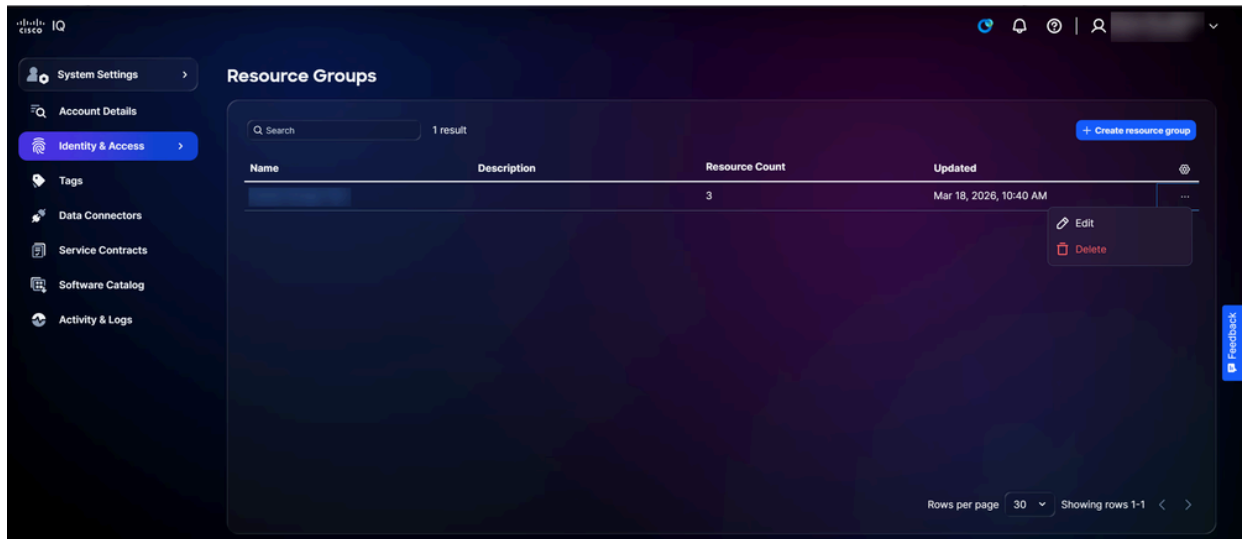 CISCO IQ
System Settings
Resource Groups
Account Details
Search
1 result
+ Create resource group
Identity & Access
Name Description Resource Count Updated
Tags
3 Mar 18, 2026, 10:40 AM ...
Data Connectors
Edit
Service Contracts
Delete
Software Catalog
Activity & Logs
Feedback
Rows per page 30 Showing rows 1-1